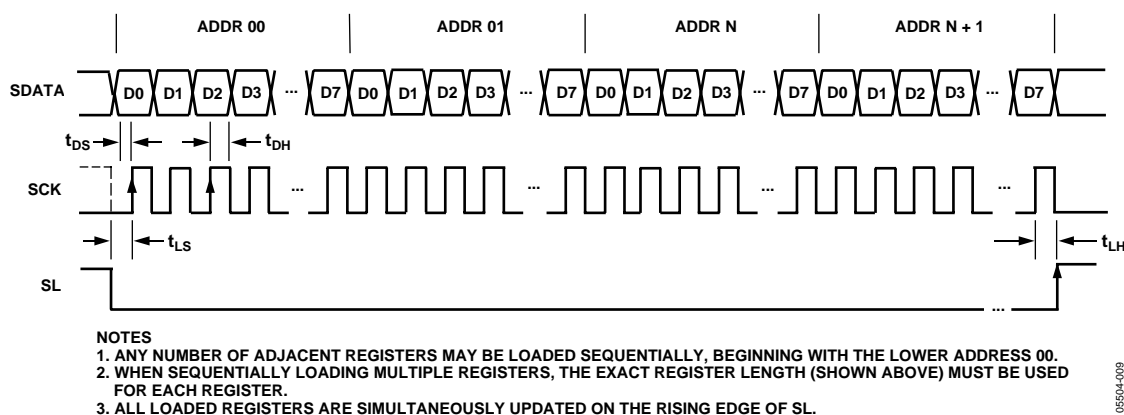 ADDR 00 ADDR 01 ADDR N ADDR N + 1
SDATA D0 D1 D2 D3 ... D7 D0 D1 D2 D3 ... D7 D0 D1 D2 D3 ... D7 D0 D1 D2 D3 ... D7
tDS tDH
SCK ... ... ... ...
tLS tLH
SL ...
NOTES
1. ANY NUMBER OF ADJACENT REGISTERS MAY BE LOADED SEQUENTIALLY, BEGINNING WITH THE LOWER ADDRESS 00.
2. WHEN SEQUENTIALLY LOADING MULTIPLE REGISTERS, THE EXACT REGISTER LENGTH (SHOWN ABOVE) MUST BE USED
FOR EACH REGISTER.
3. ALL LOADED REGISTERS ARE SIMULTANEOUSLY UPDATED ON THE RISING EDGE OF SL.
05504-009